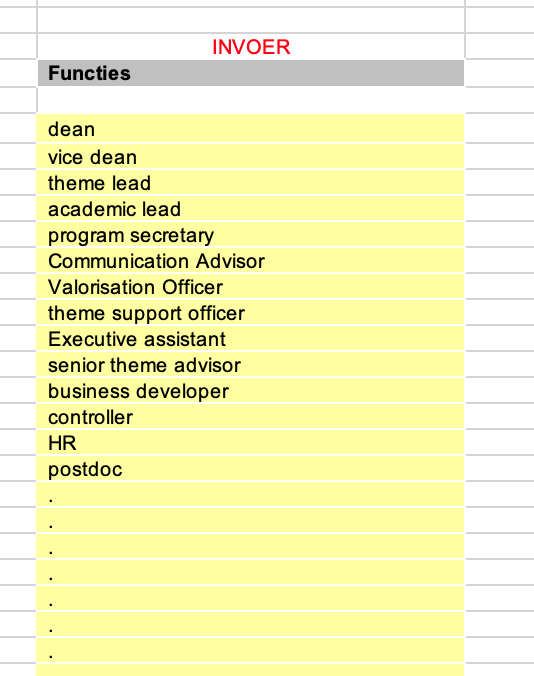 INVOER
Functies
dean
vice dean
theme lead
academic lead
program secretary
Communication Advisor
Valorisation Officer
theme support officer
Executive assistant
senior theme advisor
business developer
controller
HR
postdoc
.
.
.
.
.
.
.